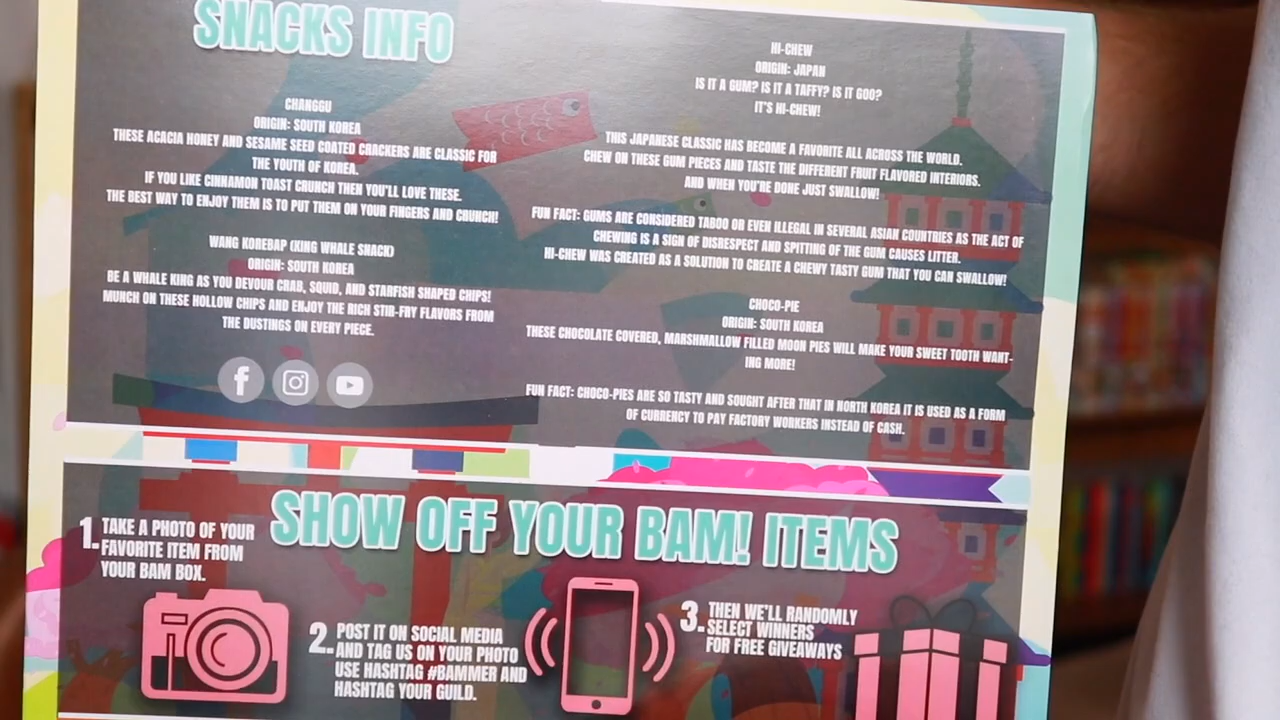 SNACKS INFO
CHANGGU
ORIGIN: SOUTH KOREA
THESE ACACIA HONEY AND SESAME SEED COATED CRACKERS ARE CLASSIC FOR
THE YOUTH OF KOREA.
IF YOU LIKE CINNAMON TOAST CRUNCH THEN YOU'LL LOVE THESE.
THE BEST WAY TO ENJOY THEM IS TO PUT THEM ON YOUR FINGERS AND CRUNCH!
WANG KOREBAP (KING WHALE SNACK)
ORIGIN: SOUTH KOREA
BE A WHALE KING AS YOU DEVOUR CRAB, SQUID, AND STARFISH SHAPED CHIPS!
MUNCH ON THESE HOLLOW CHIPS AND ENJOY THE RICH STIR-FRY FLAVORS FROM
THE DUSTINGS ON EVERY PIECE.
HI-CHEW
ORIGIN: JAPAN
IS IT A GUM? IS IT A TAFFY? IS IT GOO?
IT'S HI-CHEW!
THIS JAPANESE CLASSIC HAS BECOME A FAVORITE ALL ACROSS THE WORLD.
CHEW ON THESE GUM PIECES AND TASTE THE DIFFERENT FRUIT FLAVORED INTERIORS.
AND WHEN YOU'RE DONE JUST SWALLOW!
FUN FACT: GUMS ARE CONSIDERED TABOO OR EVEN ILLEGAL IN SEVERAL ASIAN COUNTRIES AS THE ACT OF
CHEWING IS A SIGN OF DISRESPECT AND SPITTING OF THE GUM CAUSES LITTER.
HI-CHEW WAS CREATED AS A SOLUTION TO CREATE A CHEWY TASTY GUM THAT YOU CAN SWALLOW!
CHOCO-PIE
ORIGIN: SOUTH KOREA
THESE CHOCOLATE COVERED, MARSHMALLOW FILLED MOON PIES WILL MAKE YOUR SWEET TOOTH WANT-
ING MORE!
FUN FACT: CHOCO-PIES ARE SO TASTY AND SOUGHT AFTER THAT IN NORTH KOREA IT IS USED AS A FORM
OF CURRENCY TO PAY FACTORY WORKERS INSTEAD OF CASH.
SHOW OFF YOUR BAM! ITEMS
1. TAKE A PHOTO OF YOUR
FAVORITE ITEM FROM
YOUR BAM BOX.
2. POST IT ON SOCIAL MEDIA
AND TAG US ON YOUR PHOTO
USE HASHTAG #BAMMER AND
HASHTAG YOUR GUILD.
3. THEN WE'LL RANDOMLY
SELECT WINNERS
FOR FREE GIVEAWAYS